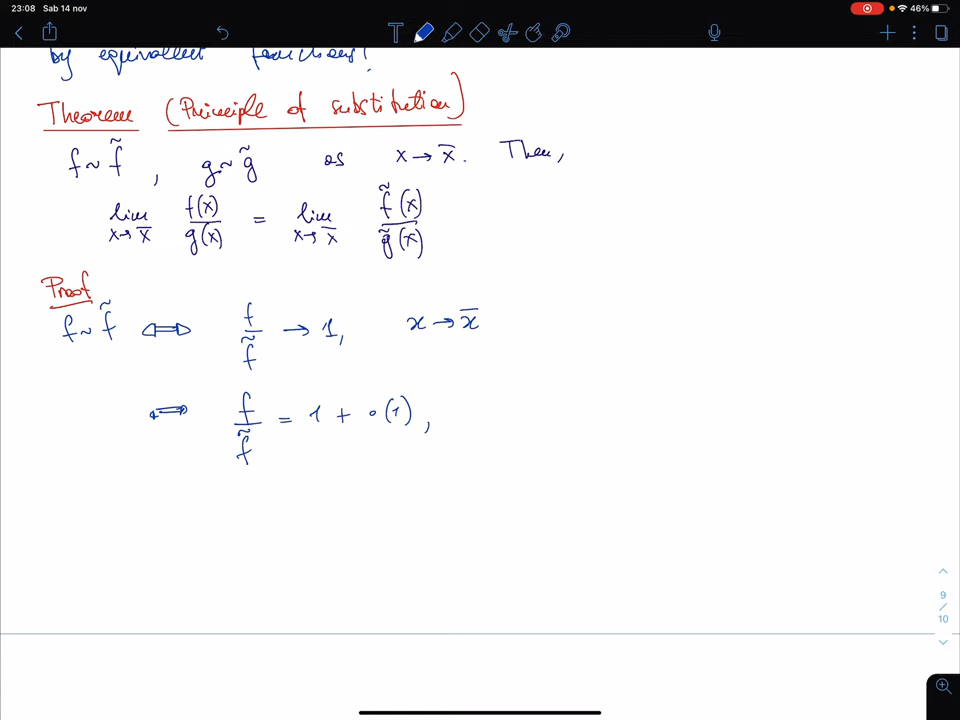 23:08 Sab 14 nov 46%
by equivalent functions!
Theorem (Principle of substitution)
f ~ f̃ , g ~ g̃ as x → x̄. Then,
lim x→x̄ f(x)/g(x) = lim x→x̄ f̃(x)/g̃(x)
Proof
f ~ f̃ ⟺ f/f̃ → 1, x → x̄
⟺ f/f̃ = 1 + o(1),
9
/
10